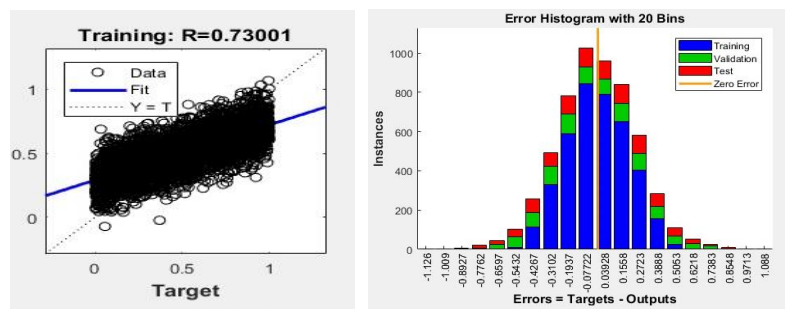 Training: R=0.73001
Data
Fit
Y = T
1
0.5
0
0
0.5
1
Target
Error Histogram with 20 Bins
Training
Validation
Test
Zero Error
1000
800
600
400
200
0
Instances
-1.126
-1.009
-0.8927
-0.7762
-0.6597
-0.5432
-0.4267
-0.3102
-0.1937
-0.07722
0.03928
0.1558
0.2723
0.3888
0.5053
0.6218
0.7383
0.8548
0.9713
1.088
Errors = Targets - Outputs